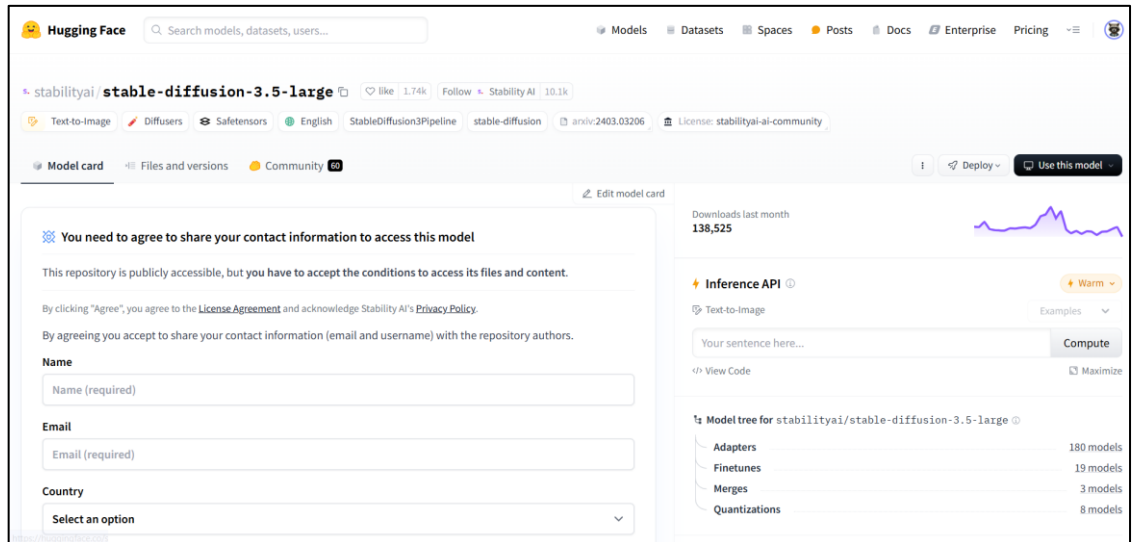 Hugging Face
Search models, datasets, users...
Models
Datasets
Spaces
Posts
Docs
Enterprise
Pricing
stabilityai/stable-diffusion-3.5-large
like 1.74k
Follow Stability AI 10.1k
Text-to-Image
Diffusers
Safetensors
English
StableDiffusion3Pipeline
stable-diffusion
arxiv:2403.03206
License: stabilityai-ai-community
Model card
Files and versions
Community 60
Deploy
Use this model
Edit model card
You need to agree to share your contact information to access this model
This repository is publicly accessible, but you have to accept the conditions to access its files and content.
By clicking "Agree", you agree to the License Agreement and acknowledge Stability AI's Privacy Policy.
By agreeing you accept to share your contact information (email and username) with the repository authors.
Name
Name (required)
Email
Email (required)
Country
Select an option
Downloads last month
138,525
Inference API
Warm
Text-to-Image
Examples
Your sentence here...
Compute
View Code
Maximize
Model tree for stabilityai/stable-diffusion-3.5-large
Adapters 180 models
Finetunes 19 models
Merges 3 models
Quantizations 8 models